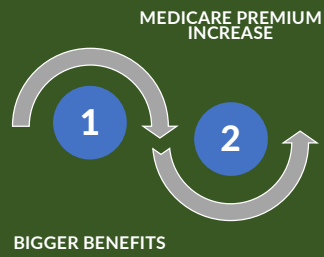 MEDICARE PREMIUM
INCREASE
1
2
BIGGER BENEFITS